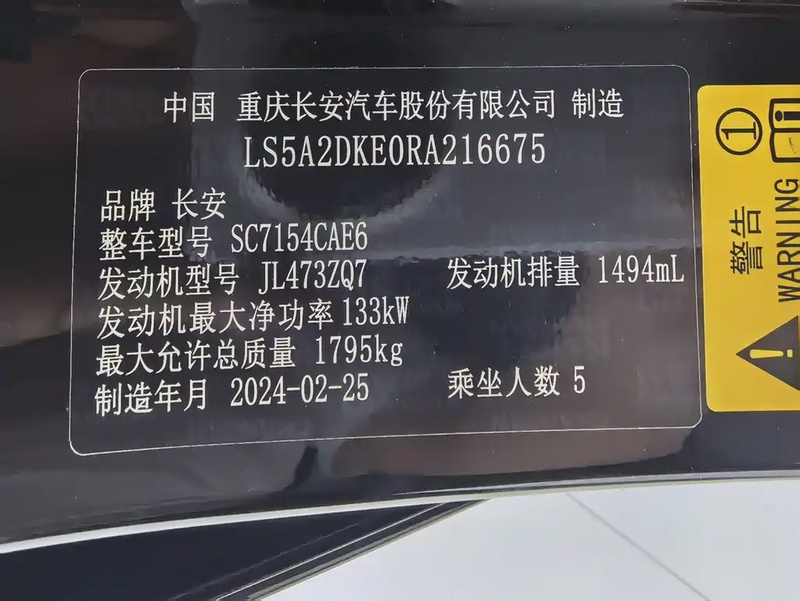 中国 重庆长安汽车股份有限公司 制造
LS5A2DKE0RA216675
品牌 长安
整车型号 SC7154CAE6
发动机型号 JL473ZQ7 发动机排量 1494mL
发动机最大净功率 133kW
最大允许总质量 1795kg
制造年月 2024-02-25 乘坐人数 5
①
警告
WARNING